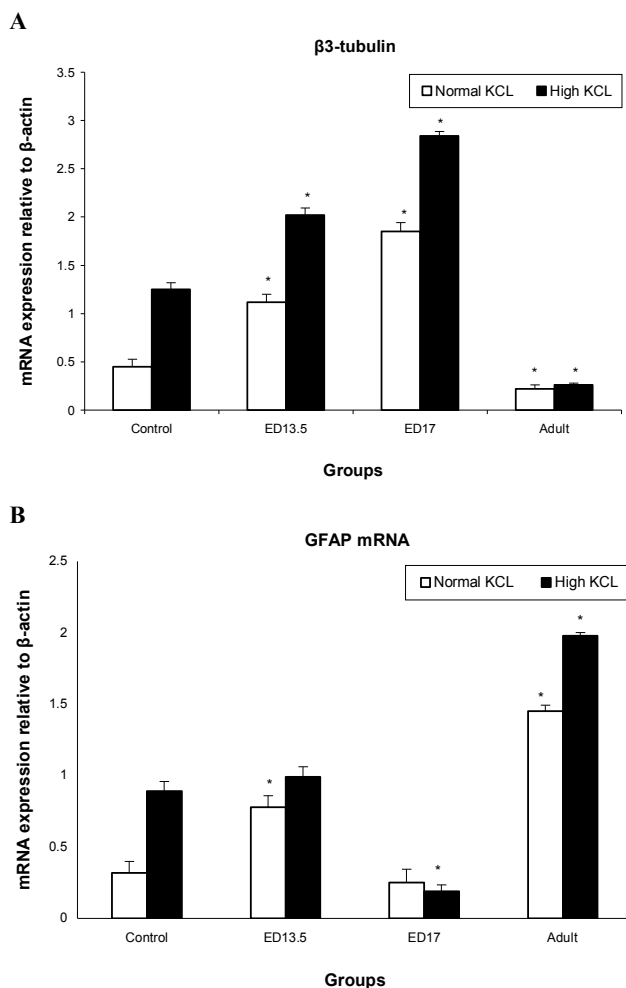 A
β3-tubulin
Normal KCL High KCL
mRNA expression relative to β-actin
3.5
3
2.5
2
1.5
1
0.5
0
* * * * * *
Control ED13.5 ED17 Adult
Groups
B
GFAP mRNA
Normal KCL High KCL
mRNA expression relative to β-actin
2.5
2
1.5
1
0.5
0
* * * *
Control ED13.5 ED17 Adult
Groups